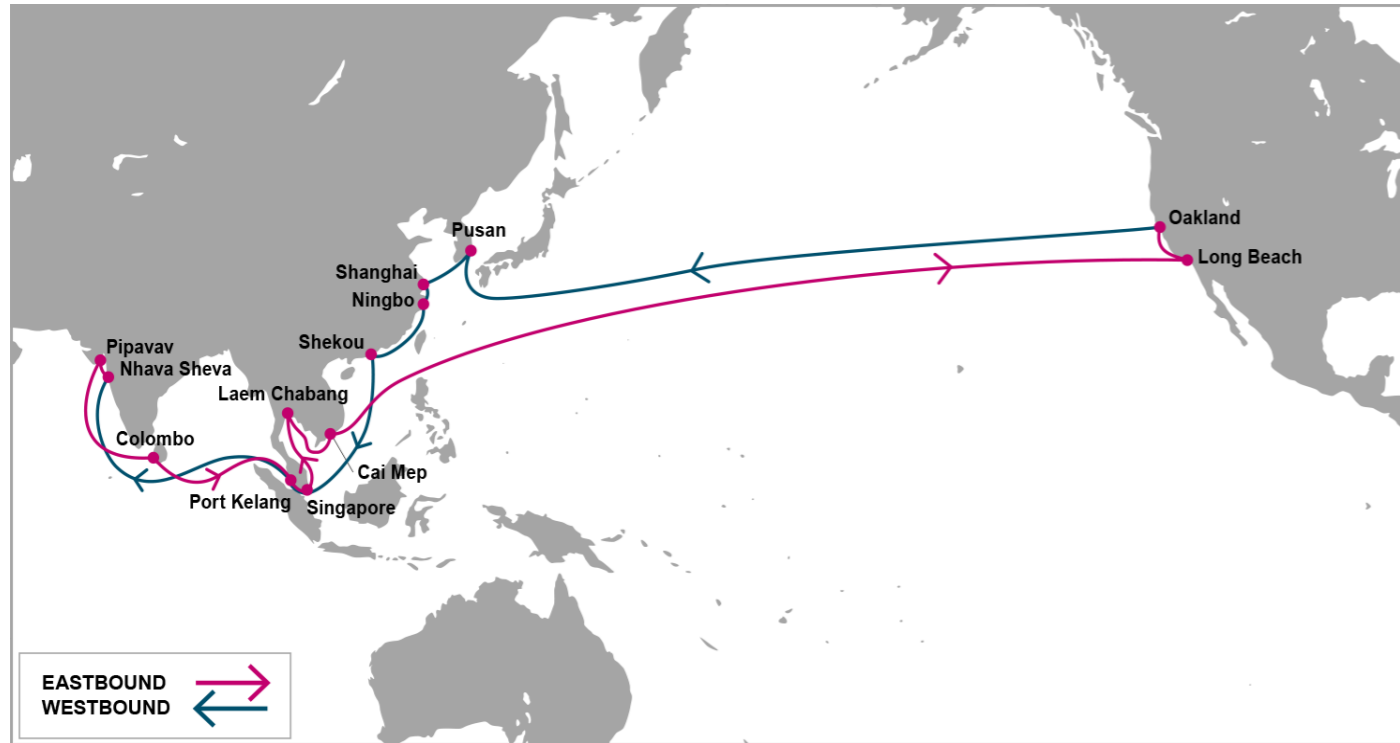 Oakland
Pusan
Long Beach
Shanghai
Ningbo
Shekou
Pipavav
Nhava Sheva
Laem Chabang
Colombo
Cai Mep
Port Kelang
Singapore
EASTBOUND
WESTBOUND